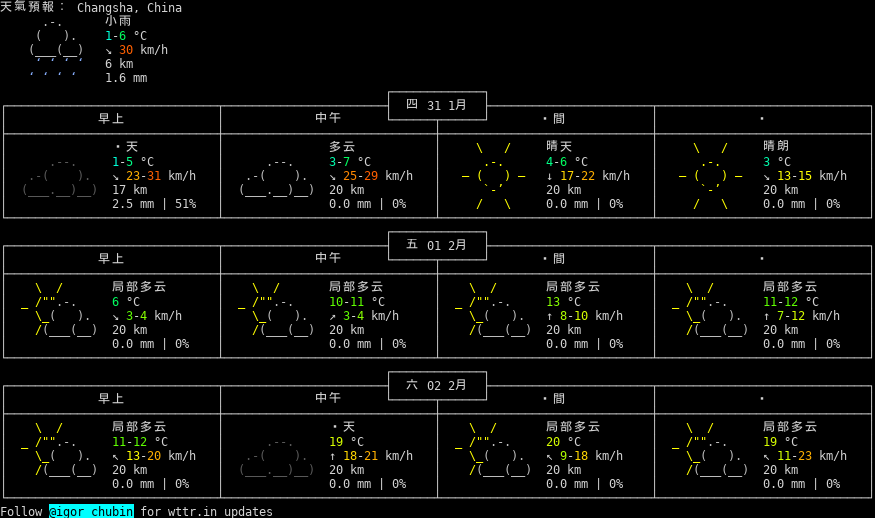 天氣預報： Changsha, China
小雨
1-6 °C
↘ 30 km/h
6 km
1.6 mm
四 31 1月
早上 中午 ･間 ･
･天 多云 晴天 晴朗
1-5 °C 3-7 °C 4-6 °C 3 °C
↘ 23-31 km/h ↘ 25-29 km/h ↓ 17-22 km/h ↘ 13-15 km/h
17 km 20 km 20 km 20 km
2.5 mm | 51% 0.0 mm | 0% 0.0 mm | 0% 0.0 mm | 0%
五 01 2月
早上 中午 ･間 ･
局部多云 局部多云 局部多云 局部多云
6 °C 10-11 °C 13 °C 11-12 °C
↘ 3-4 km/h ↗ 3-4 km/h ↑ 8-10 km/h ↑ 7-12 km/h
20 km 20 km 20 km 20 km
0.0 mm | 0% 0.0 mm | 0% 0.0 mm | 0% 0.0 mm | 0%
六 02 2月
早上 中午 ･間 ･
局部多云 ･天 局部多云 局部多云
11-12 °C 19 °C 20 °C 19 °C
↖ 13-20 km/h ↑ 18-21 km/h ↖ 9-18 km/h ↖ 11-23 km/h
20 km 20 km 20 km 20 km
0.0 mm | 0% 0.0 mm | 0% 0.0 mm | 0% 0.0 mm | 0%
Follow @igor_chubin for wttr.in updates